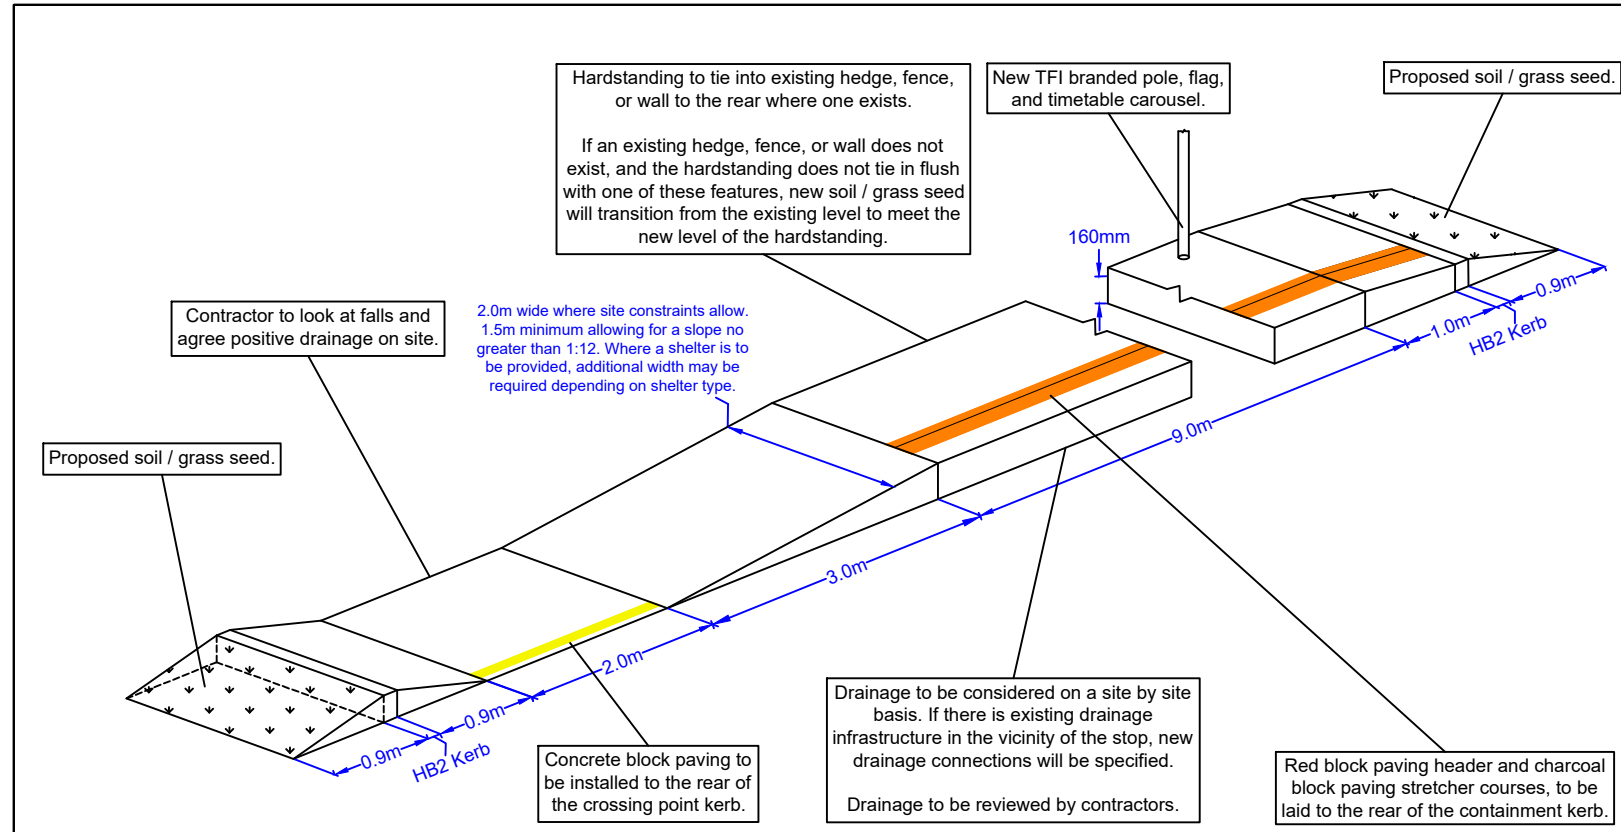 Hardstanding to tie into existing hedge, fence,
or wall to the rear where one exists.
If an existing hedge, fence, or wall does not
exist, and the hardstanding does not tie in flush
with one of these features, new soil / grass seed
will transition from the existing level to meet the
new level of the hardstanding.
New TFI branded pole, flag,
and timetable carousel.
Proposed soil / grass seed.
160mm
0.9m
HB2 Kerb
1.0m
9.0m
Contractor to look at falls and
agree positive drainage on site.
2.0m wide where site constraints allow.
1.5m minimum allowing for a slope no
greater than 1:12. Where a shelter is to
be provided, additional width may be
required depending on shelter type.
Proposed soil / grass seed.
3.0m
2.0m
0.9m
HB2 Kerb
0.9m
Concrete block paving to
be installed to the rear of
the crossing point kerb.
Drainage to be considered on a site by site
basis. If there is existing drainage
infrastructure in the vicinity of the stop, new
drainage connections will be specified.
Drainage to be reviewed by contractors.
Red block paving header and charcoal
block paving stretcher courses, to be
laid to the rear of the containment kerb.